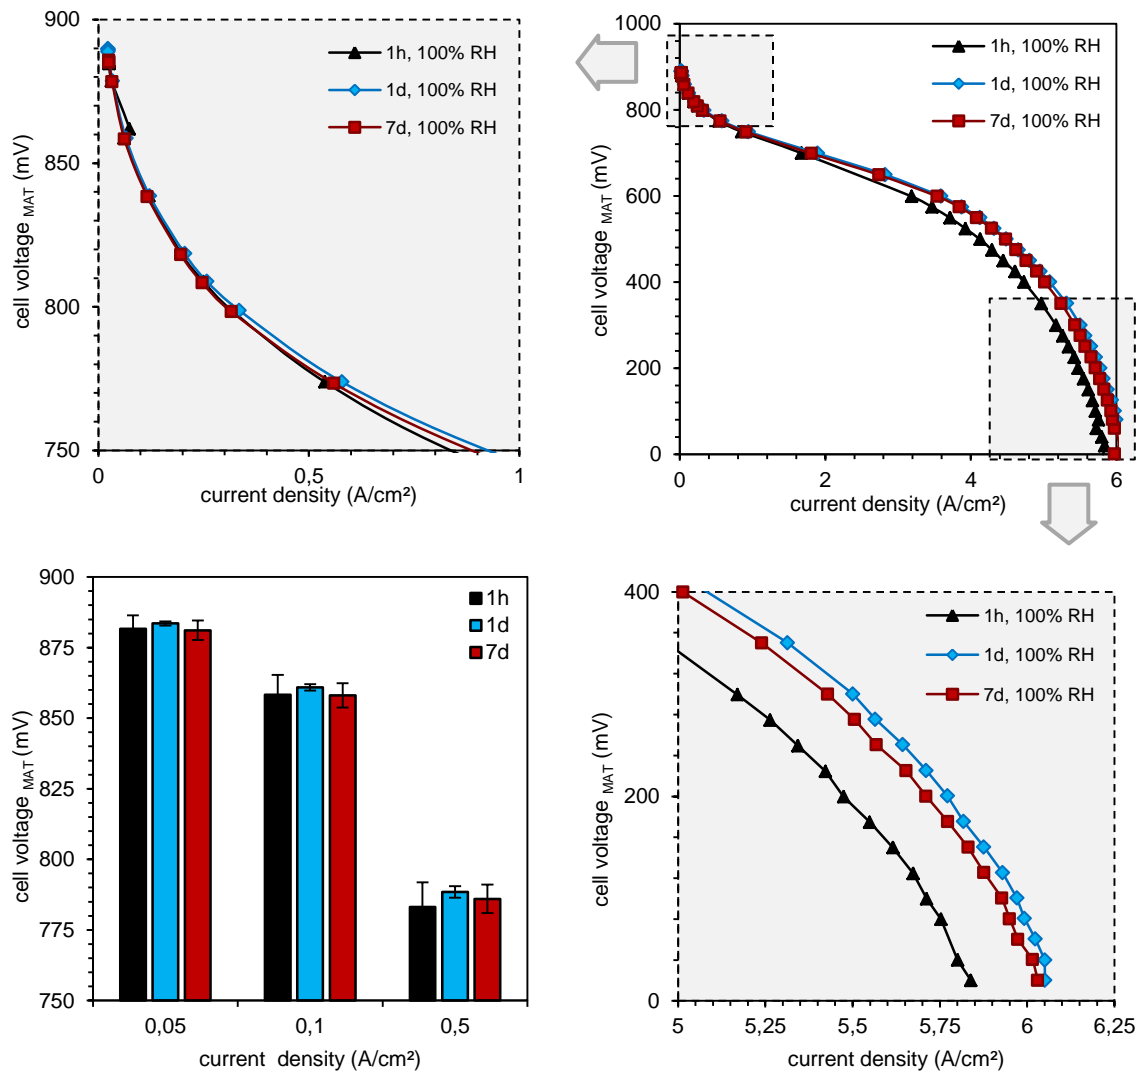 900
850
800
750
0
0,5
1
cell voltage MAT (mV)
current density (A/cm²)
1h, 100% RH
1d, 100% RH
7d, 100% RH
1000
800
600
400
200
0
0
2
4
6
cell voltage MAT (mV)
current density (A/cm²)
1h, 100% RH
1d, 100% RH
7d, 100% RH
900
875
850
825
800
775
750
0,05
0,1
0,5
cell voltage MAT (mV)
current density (A/cm²)
1h
1d
7d
400
200
0
5
5,25
5,5
5,75
6
6,25
cell voltage MAT (mV)
current density (A/cm²)
1h, 100% RH
1d, 100% RH
7d, 100% RH